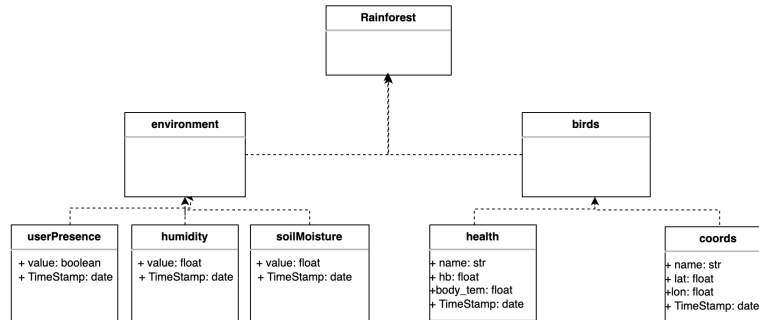 Rainforest
environment
birds
userPresence
+ value: boolean
+ TimeStamp: date
humidity
+ value: float
+ TimeStamp: date
soilMoisture
+ value: float
+ TimeStamp: date
health
+ name: str
+ hb: float
+body_tem: float
+ TimeStamp: date
coords
+ name: str
+ lat: float
+lon: float
+ TimeStamp: date